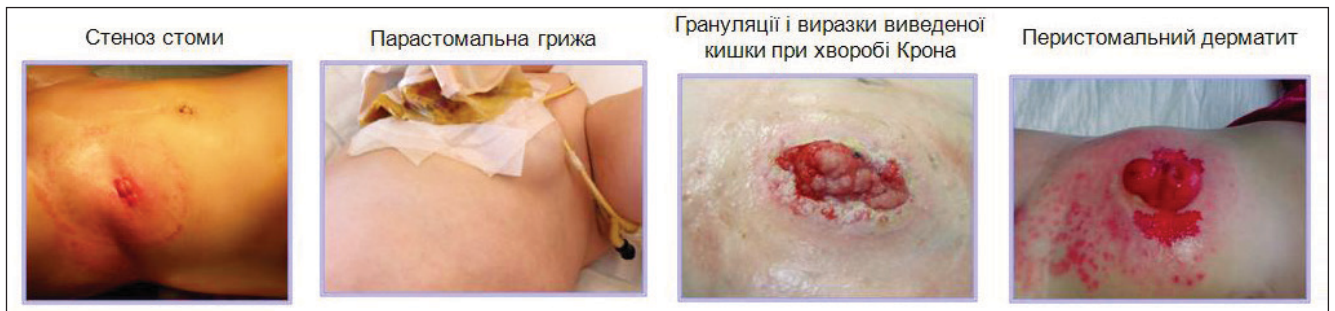 Стеноз стоми
Парастомальна грижа
Грануляції і виразки виведеної
кишки при хворобі Крона
Перистомальний дерматит